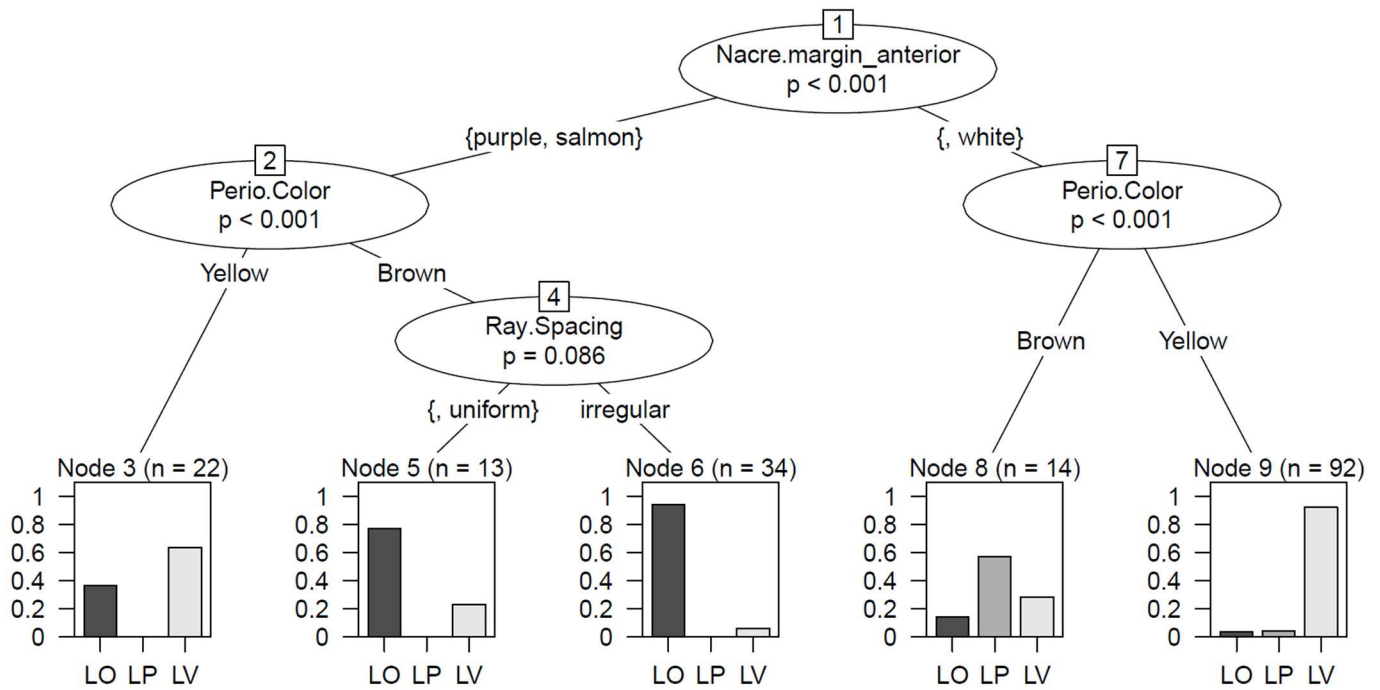 1
Nacre.margin_anterior
p < 0.001
{purple, salmon}
{, white}
2
Perio.Color
p < 0.001
7
Perio.Color
p < 0.001
Yellow
Brown
4
Ray.Spacing
p = 0.086
Brown
Yellow
{, uniform}
irregular
Node 3 (n = 22)
1
0.8
0.6
0.4
0.2
0
LO LP LV
Node 5 (n = 13)
1
0.8
0.6
0.4
0.2
0
LO LP LV
Node 6 (n = 34)
1
0.8
0.6
0.4
0.2
0
LO LP LV
Node 8 (n = 14)
1
0.8
0.6
0.4
0.2
0
LO LP LV
Node 9 (n = 92)
1
0.8
0.6
0.4
0.2
0
LO LP LV